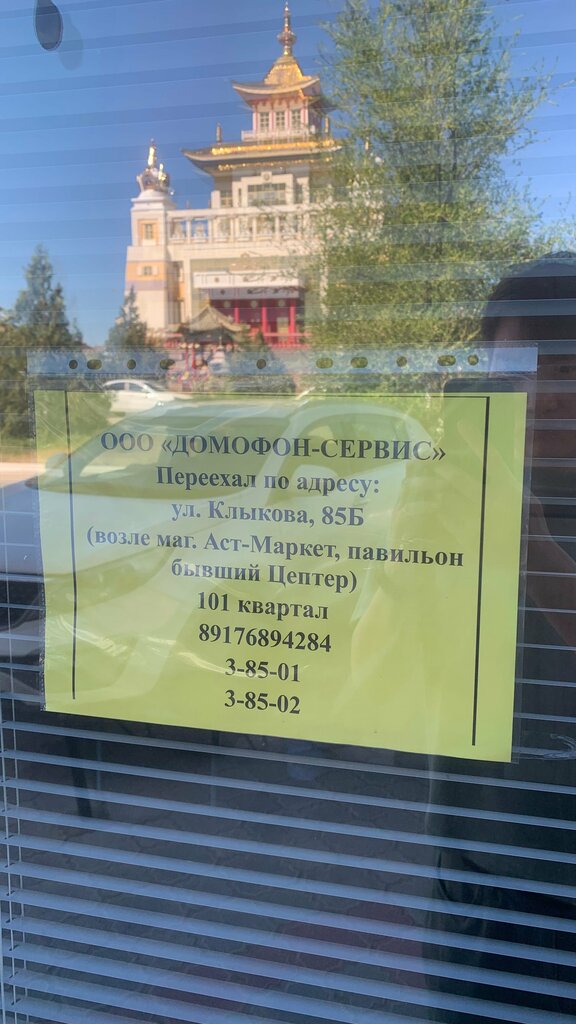 ООО «ДОМОФОН-СЕРВИС»
Переехал по адресу:
ул. Клыкова, 85Б
(возле маг. Аст-Маркет, павильон
бывший Цептер)
101 квартал
89176894284
3-85-01
3-85-02